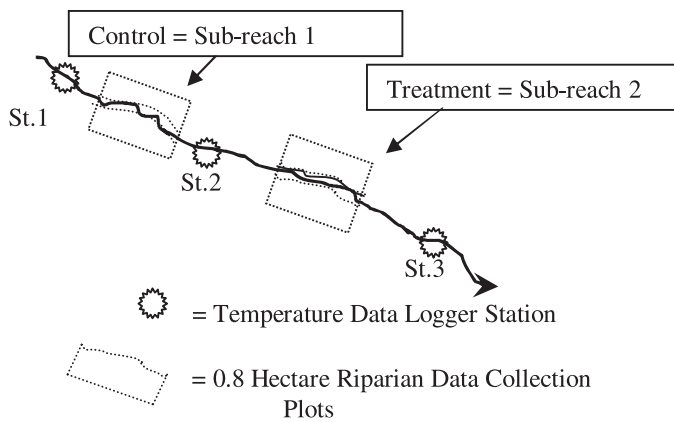 Control = Sub-reach 1
Treatment = Sub-reach 2
St.1
St.2
St.3
= Temperature Data Logger Station
= 0.8 Hectare Riparian Data Collection
Plots